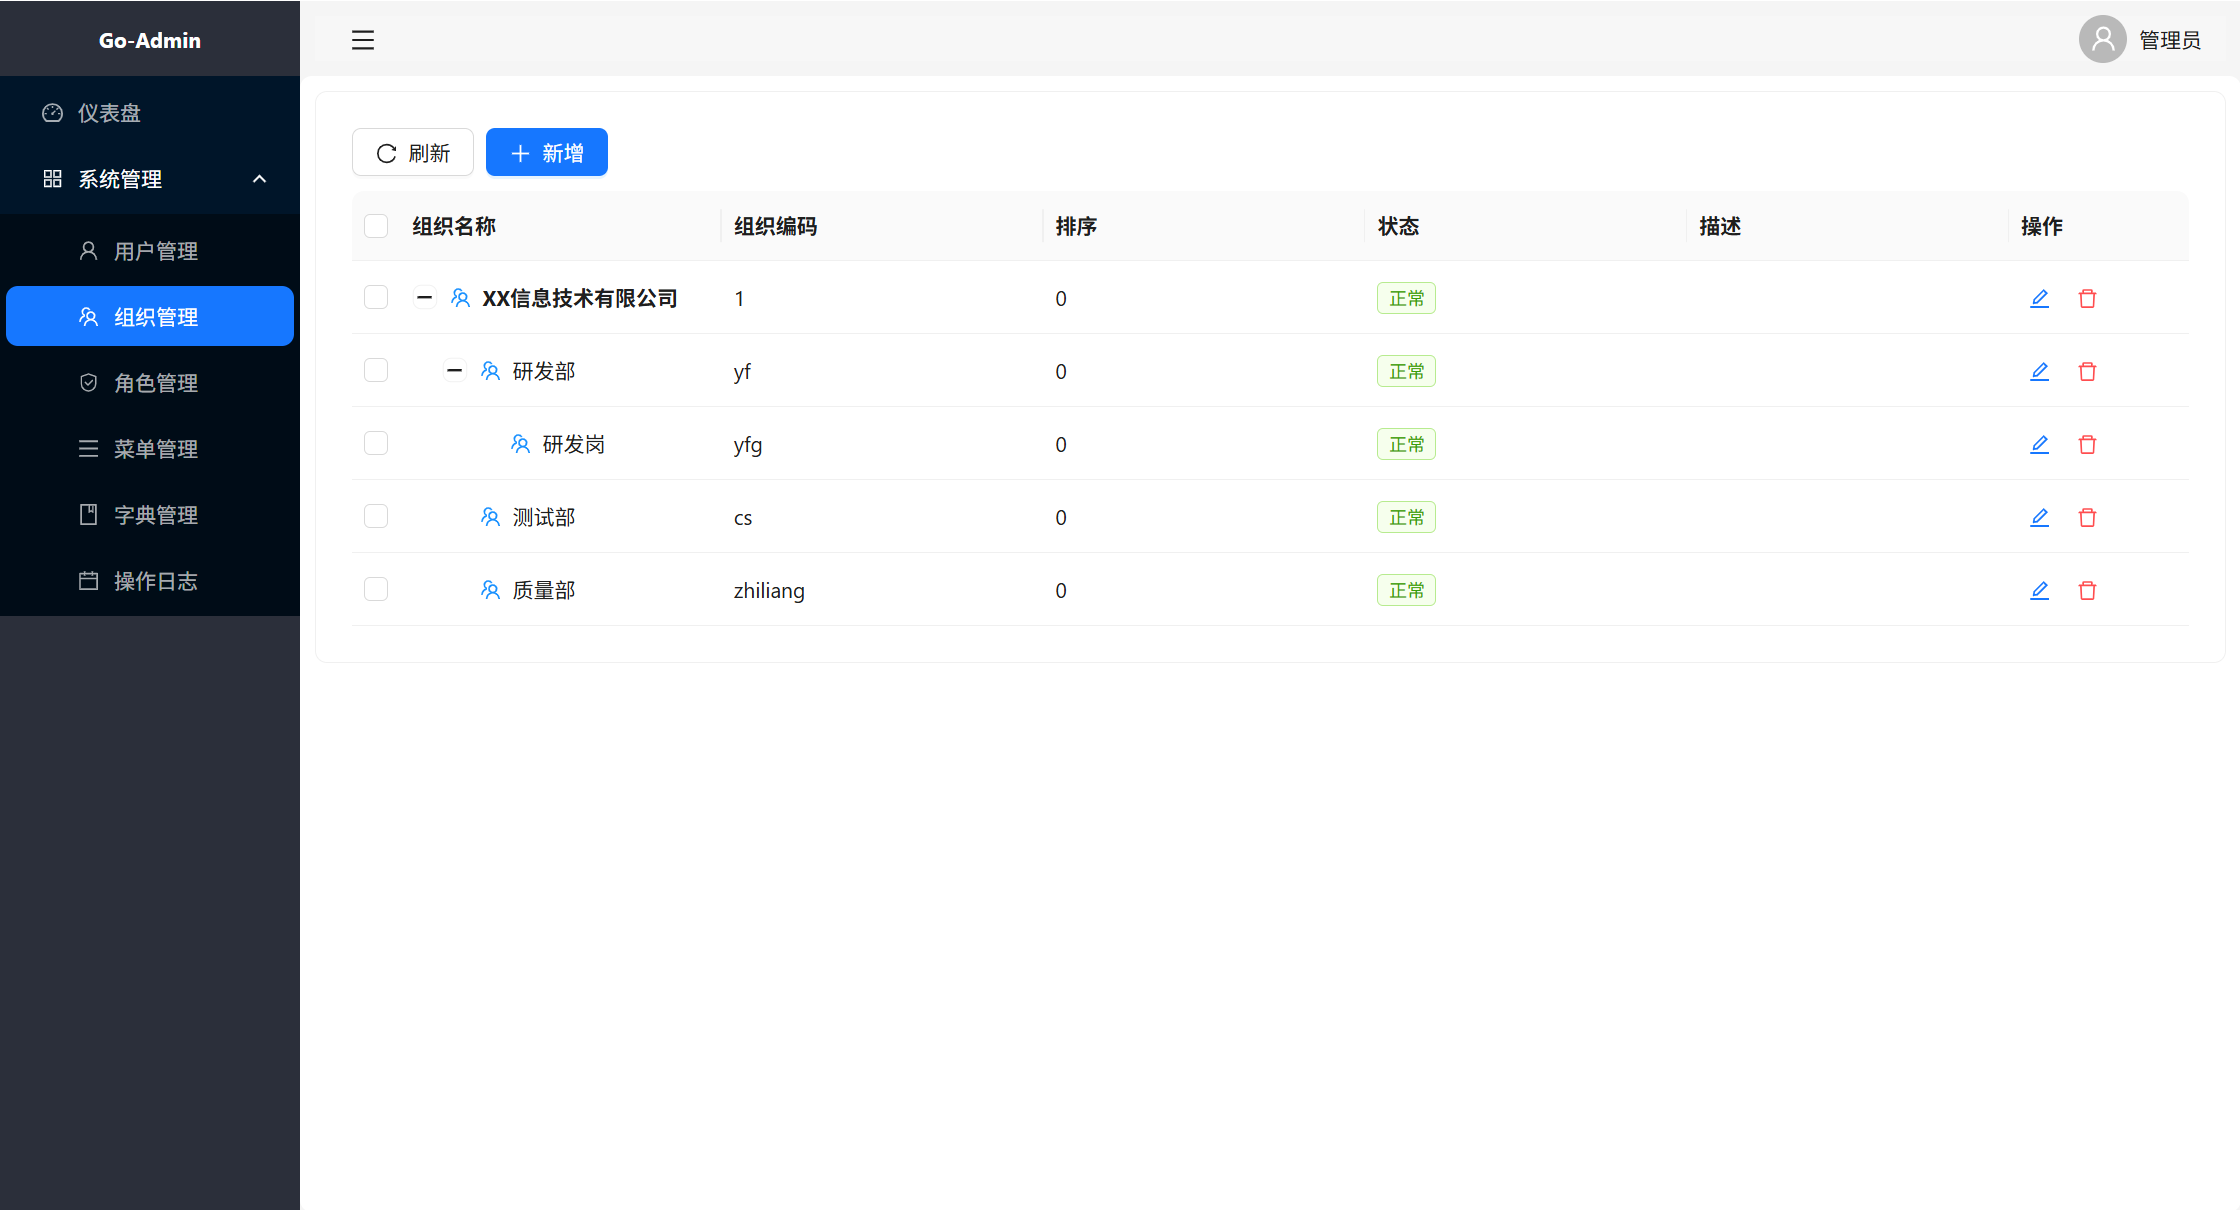 Go-Admin
管理员
仪表盘
系统管理
用户管理
组织管理
角色管理
菜单管理
字典管理
操作日志
刷新 新增
组织名称 组织编码 排序 状态 描述 操作
XX信息技术有限公司 1 0 正常
研发部 yf 0 正常
研发岗 yfg 0 正常
测试部 cs 0 正常
质量部 zhiliang 0 正常